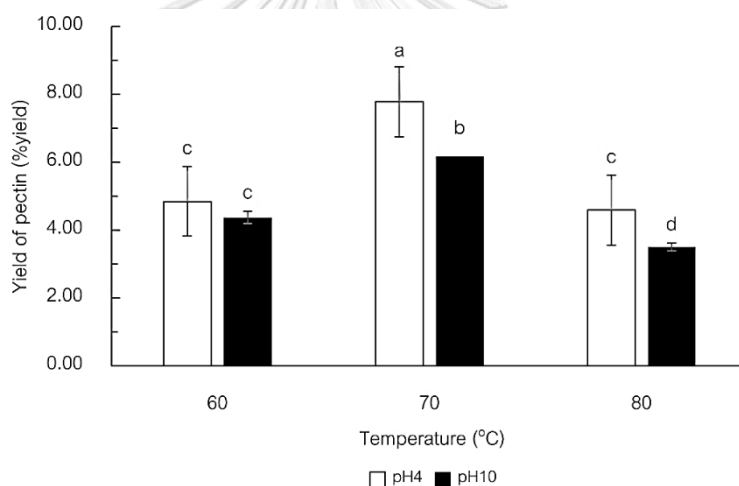 10.00
8.00
6.00
4.00
2.00
0.00
Yield of pectin (%yield)
c
c
a
b
c
d
60 70 80
Temperature (°C)
pH4 pH10